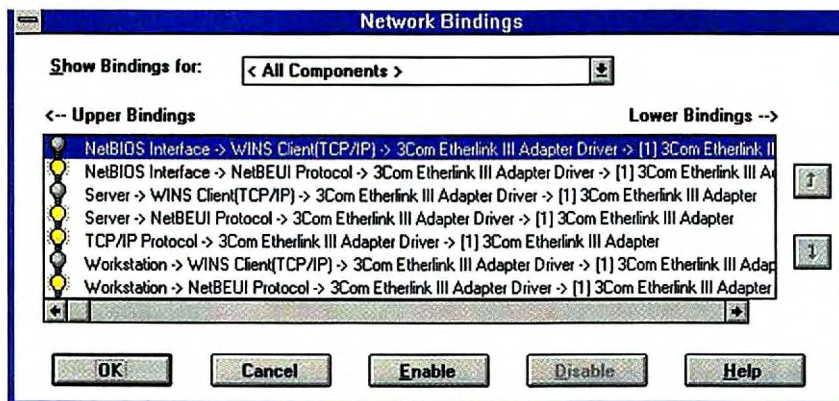 Network Bindings
Show Bindings for: < All Components >
<-- Upper Bindings Lower Bindings -->
NetBIOS Interface -> WINS Client(TCP/IP) -> 3Com Etherlink III Adapter Driver -> [1] 3Com Etherlink II
NetBIOS Interface -> NetBEUI Protocol -> 3Com Etherlink III Adapter Driver -> [1] 3Com Etherlink III Ad
Server -> WINS Client(TCP/IP) -> 3Com Etherlink III Adapter Driver -> [1] 3Com Etherlink III Adapter
Server -> NetBEUI Protocol -> 3Com Etherlink III Adapter Driver -> [1] 3Com Etherlink III Adapter
TCP/IP Protocol -> 3Com Etherlink III Adapter Driver -> [1] 3Com Etherlink III Adapter
Workstation -> WINS Client(TCP/IP) -> 3Com Etherlink III Adapter Driver -> [1] 3Com Etherlink III Adap
Workstation -> NetBEUI Protocol -> 3Com Etherlink III Adapter Driver -> [1] 3Com Etherlink III Adapter
OK Cancel Enable Disable Help